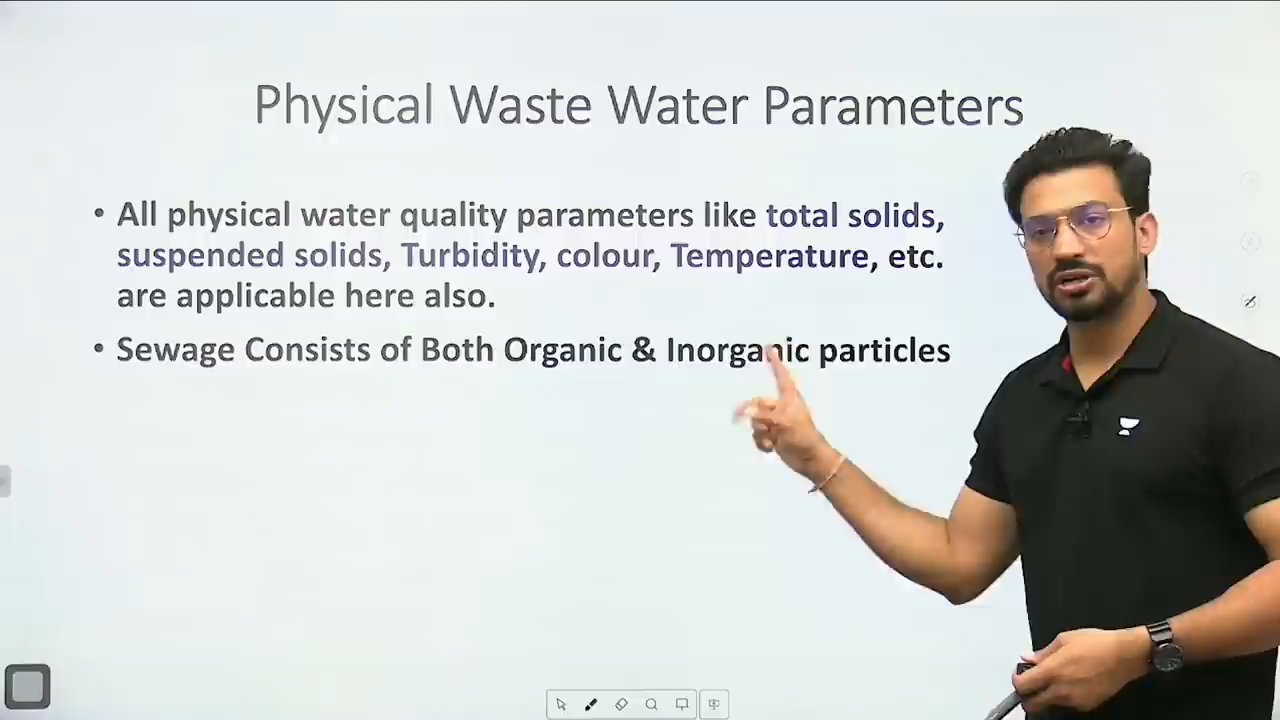 Physical Waste Water Parameters
• All physical water quality parameters like total solids,
suspended solids, Turbidity, colour, Temperature, etc.
are applicable here also.
• Sewage Consists of Both Organic & Inorganic particles